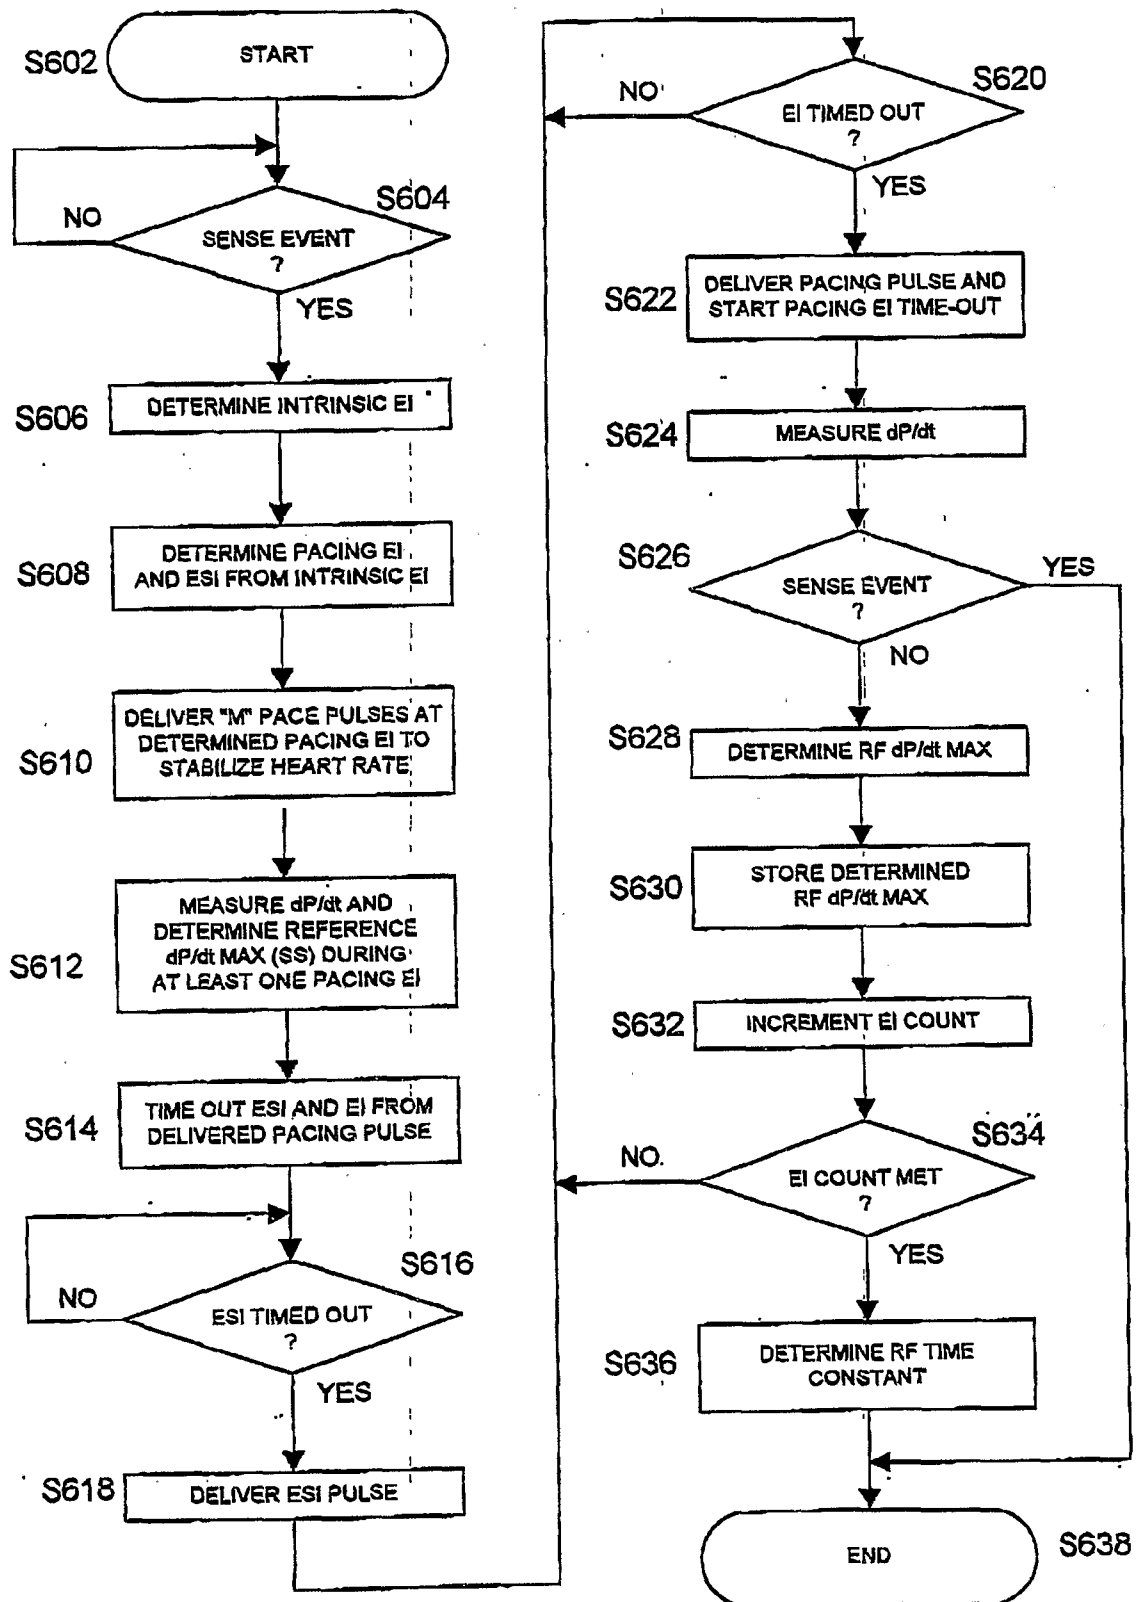 S602
START
S604
NO
SENSE EVENT
?
YES
S606
DETERMINE INTRINSIC EI
S608
DETERMINE PACING EI
AND ESI FROM INTRINSIC EI
S610
DELIVER "M" PACE PULSES AT
DETERMINED PACING EI TO
STABILIZE HEART RATE
S612
MEASURE dP/dt AND
DETERMINE REFERENCE
dP/dt MAX (SS) DURING
AT LEAST ONE PACING EI
S614
TIME OUT ESI AND EI FROM
DELIVERED PACING PULSE
S616
NO
ESI TIMED OUT
?
YES
S618
DELIVER ESI PULSE
S620
NO
EI TIMED OUT
?
YES
S622
DELIVER PACING PULSE AND
START PACING EI TIME-OUT
S624
MEASURE dP/dt
S626
YES
SENSE EVENT
?
NO
S628
DETERMINE RF dP/dt MAX
S630
STORE DETERMINED
RF dP/dt MAX
S632
INCREMENT EI COUNT
S634
NO
EI COUNT MET
?
YES
S636
DETERMINE RF TIME
CONSTANT
END
S638